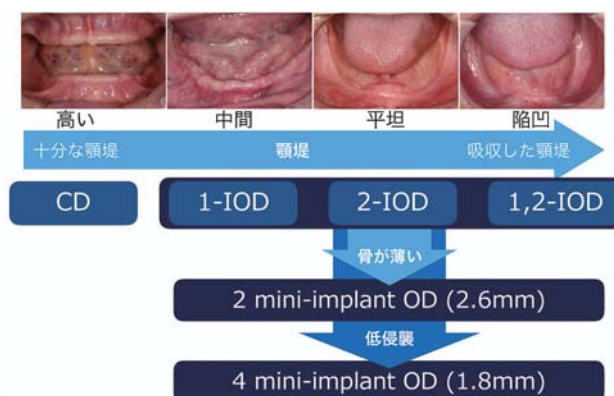 高い 中間 平坦 陥凹
十分な顎堤 顎堤 吸収した顎堤
CD 1-IOD 2-IOD 1,2-IOD
骨が薄い
2 mini-implant OD (2.6mm)
低侵襲
4 mini-implant OD (1.8mm)